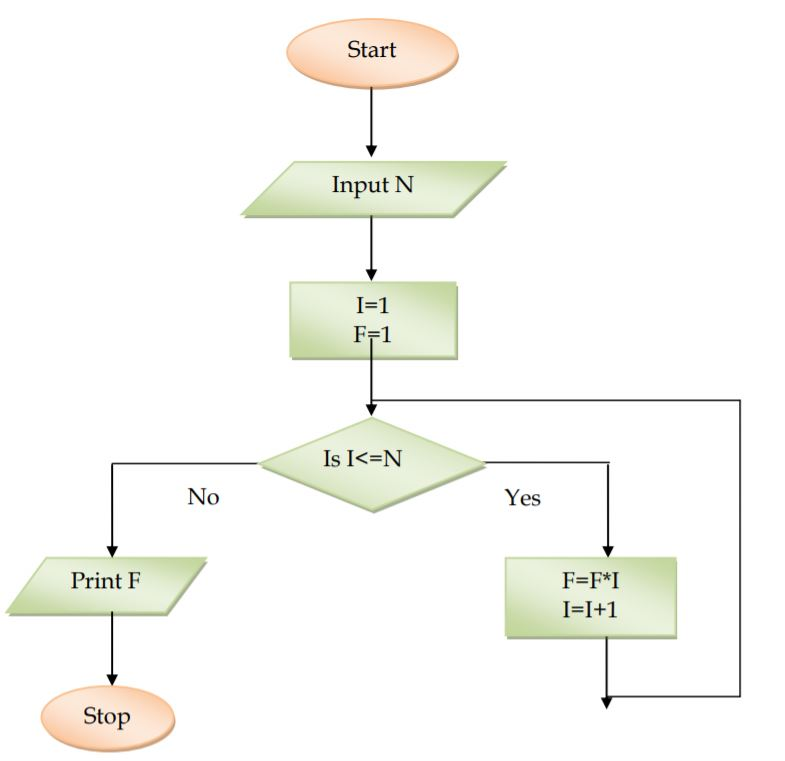 Start
Input N
I=1
F=1
Is I<=N
No
Yes
Print F
F=F*I
I=I+1
Stop